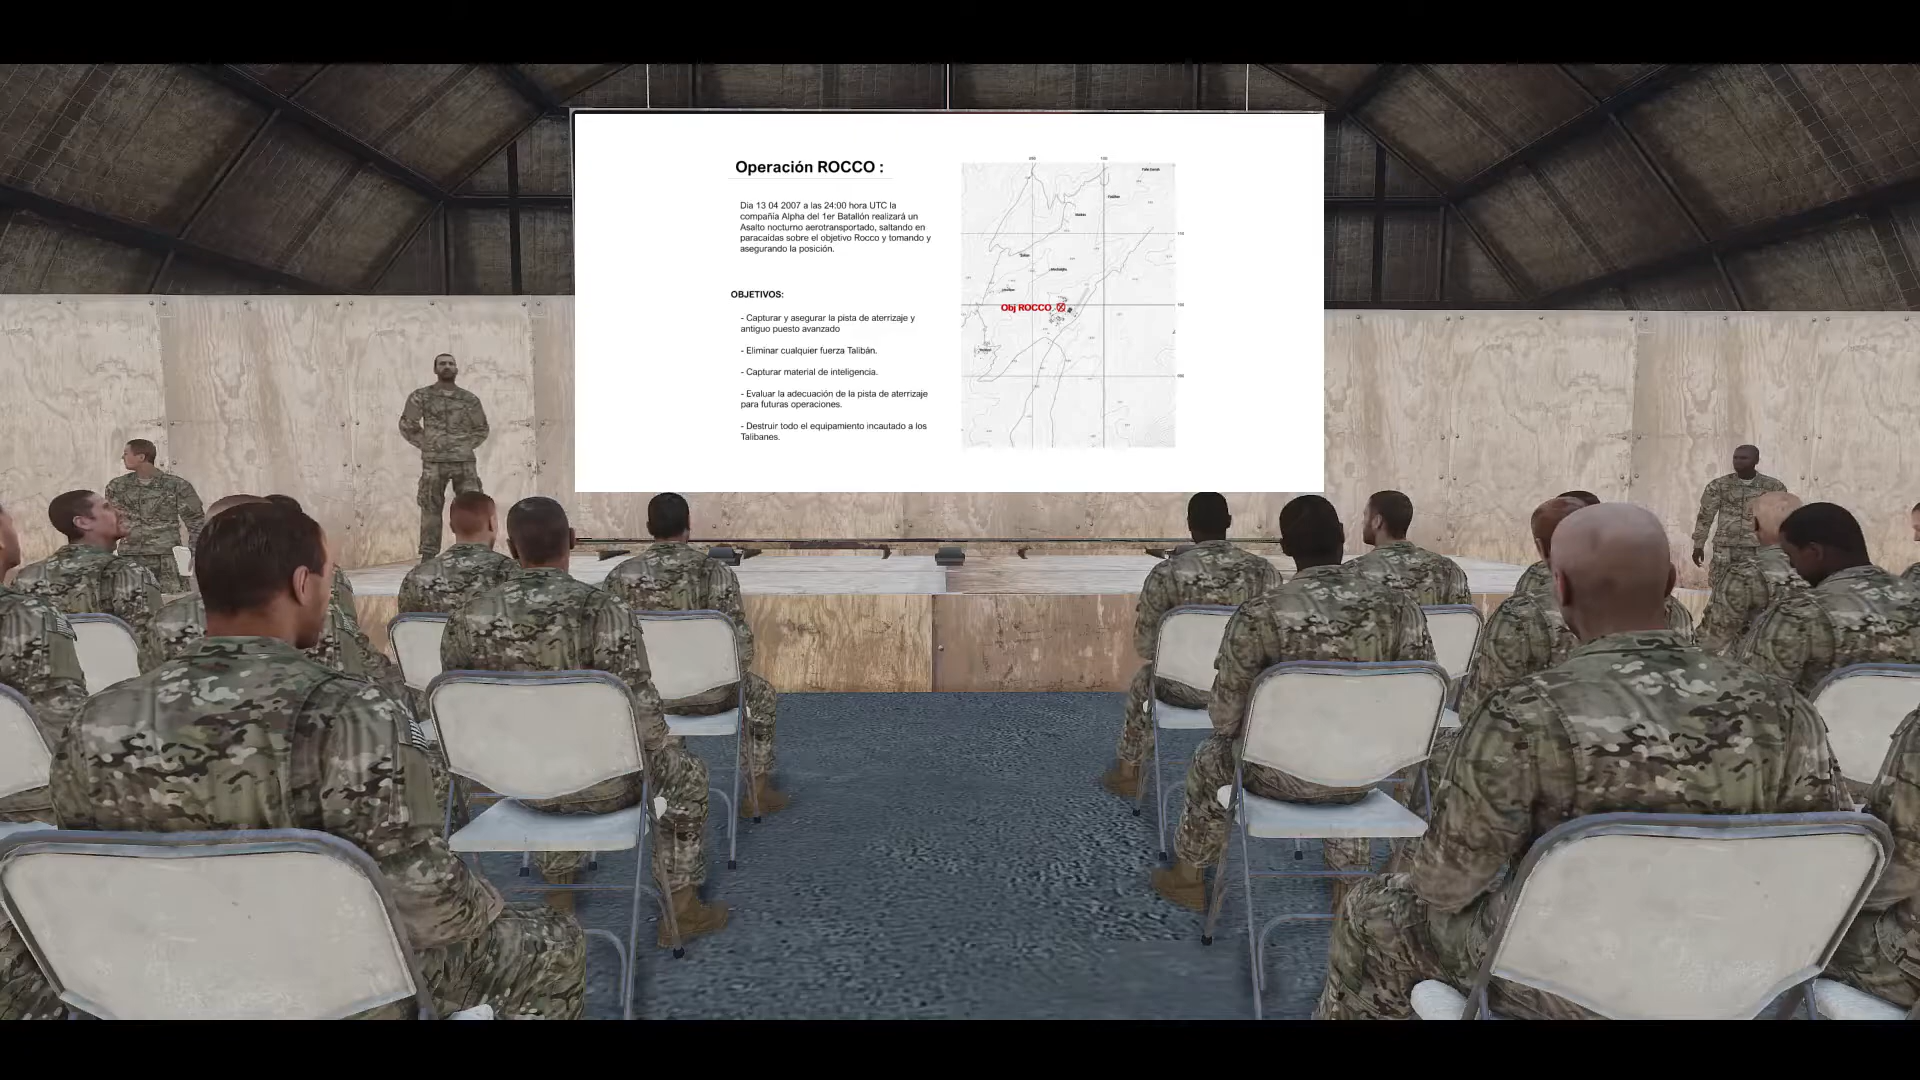 Operación ROCCO :
Dia 13 04 2007 a las 24:00 hora UTC la
compañía Alpha del 1er Batallón realizará un
Asalto nocturno aerotransportado, saltando en
paracaídas sobre el objetivo Rocco y tomando y
asegurando la posición.
OBJETIVOS:
- Capturar y asegurar la pista de aterrizaje y
antiguo puesto avanzado
- Eliminar cualquier fuerza Talibán.
- Capturar material de inteligencia.
- Evaluar la adecuación de la pista de aterrizaje
para futuras operaciones.
- Destruir todo el equipamiento incautado a los
Talibanes.
Obj ROCCO